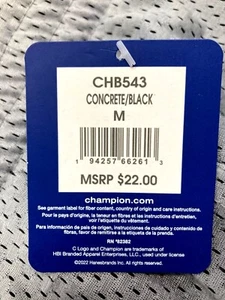 CHB543
CONCRETE/BLACK
M
1 94257 66261 3
MSRP $22.00
champion.com
See garment label for fiber content, country of origin and care instructions.
Pour le pays d'origine, la teneur en fibres et les instructions d'entretien,
voir l'etiquette du vêtement.
Para información de país de origen, instrucciones de cuidado y contenido de
fibras, favor de remitirse a la etiqueta de la prenda.
RN #82382
C Logo and Champion are trademarks of
HBI Branded Apparel Enterprises, LLC., used under license
©2022 Hanesbrands Inc. All rights reserved.